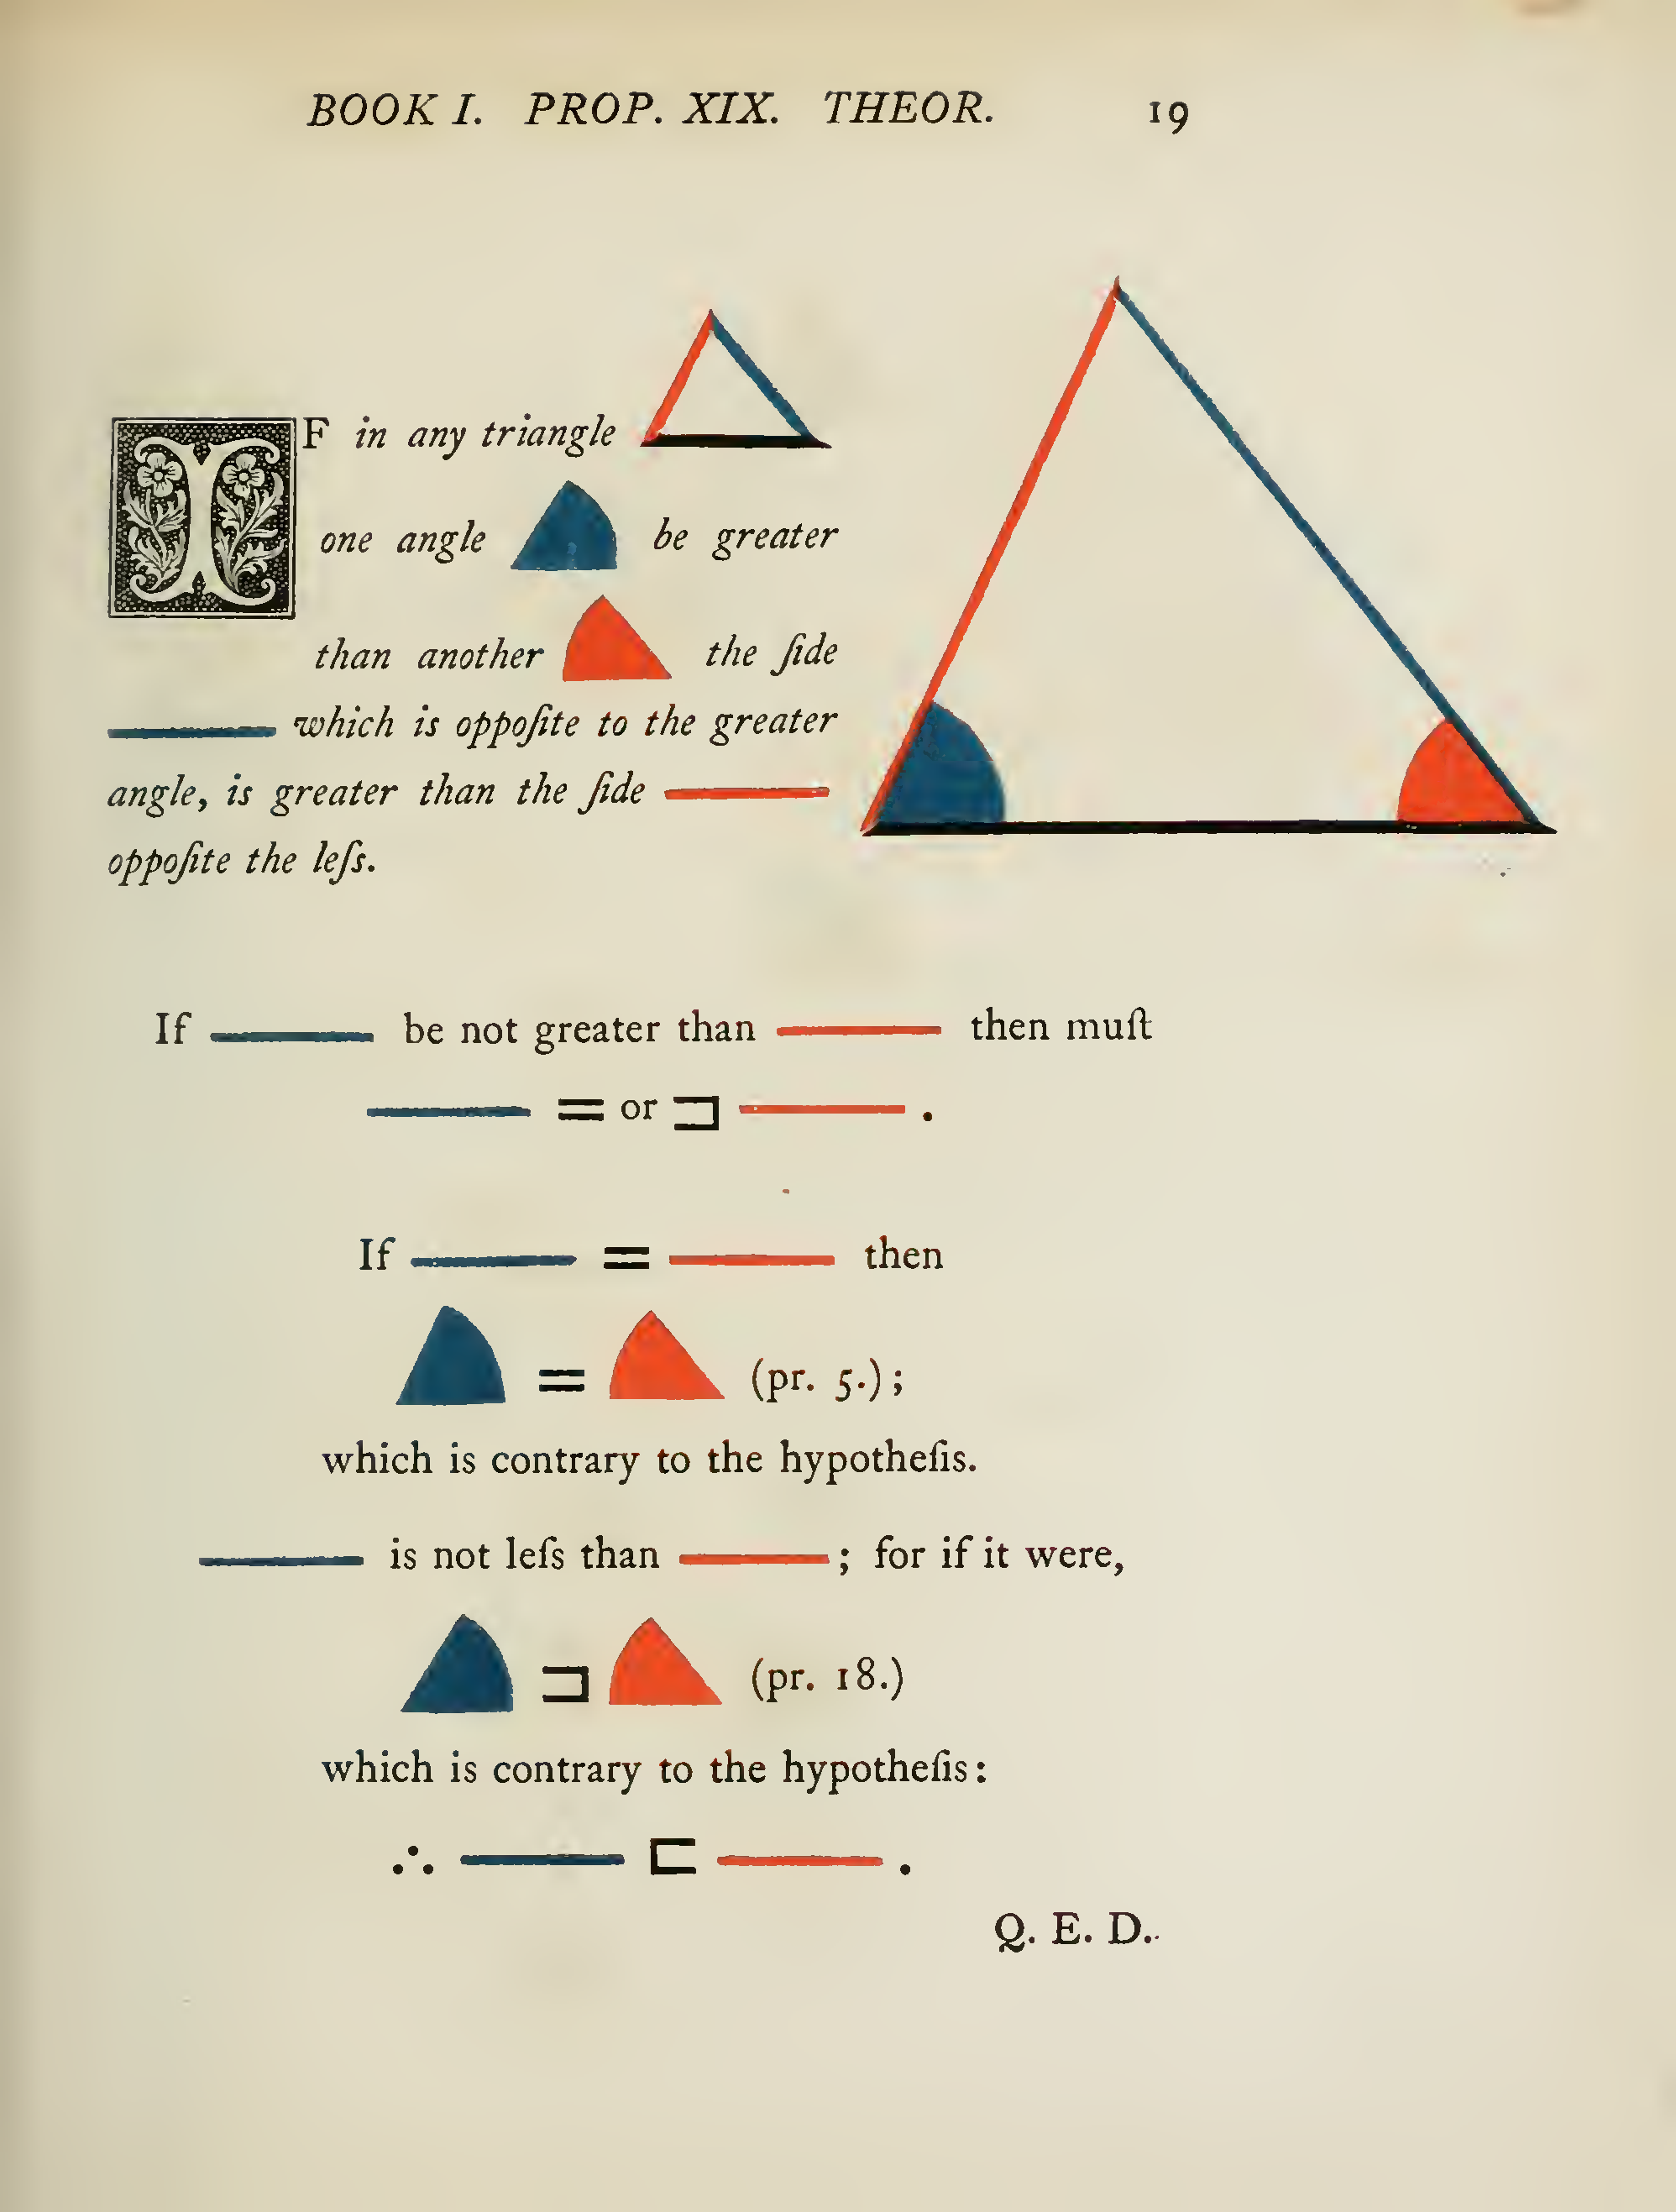 BOOK I. PROP. XIX. THEOR. 19
IF in any triangle
one angle be greater
than another the ſide
which is oppoſite to the greater
angle, is greater than the ſide
oppoſite the leſs.
If be not greater than then muſt
= or ⊐ .
If = then
= (pr. 5.) ;
which is contrary to the hypotheſis.
is not leſs than ; for if it were,
⊐ (pr. 18.)
which is contrary to the hypotheſis:
∴ ⊏ .
Q. E. D.